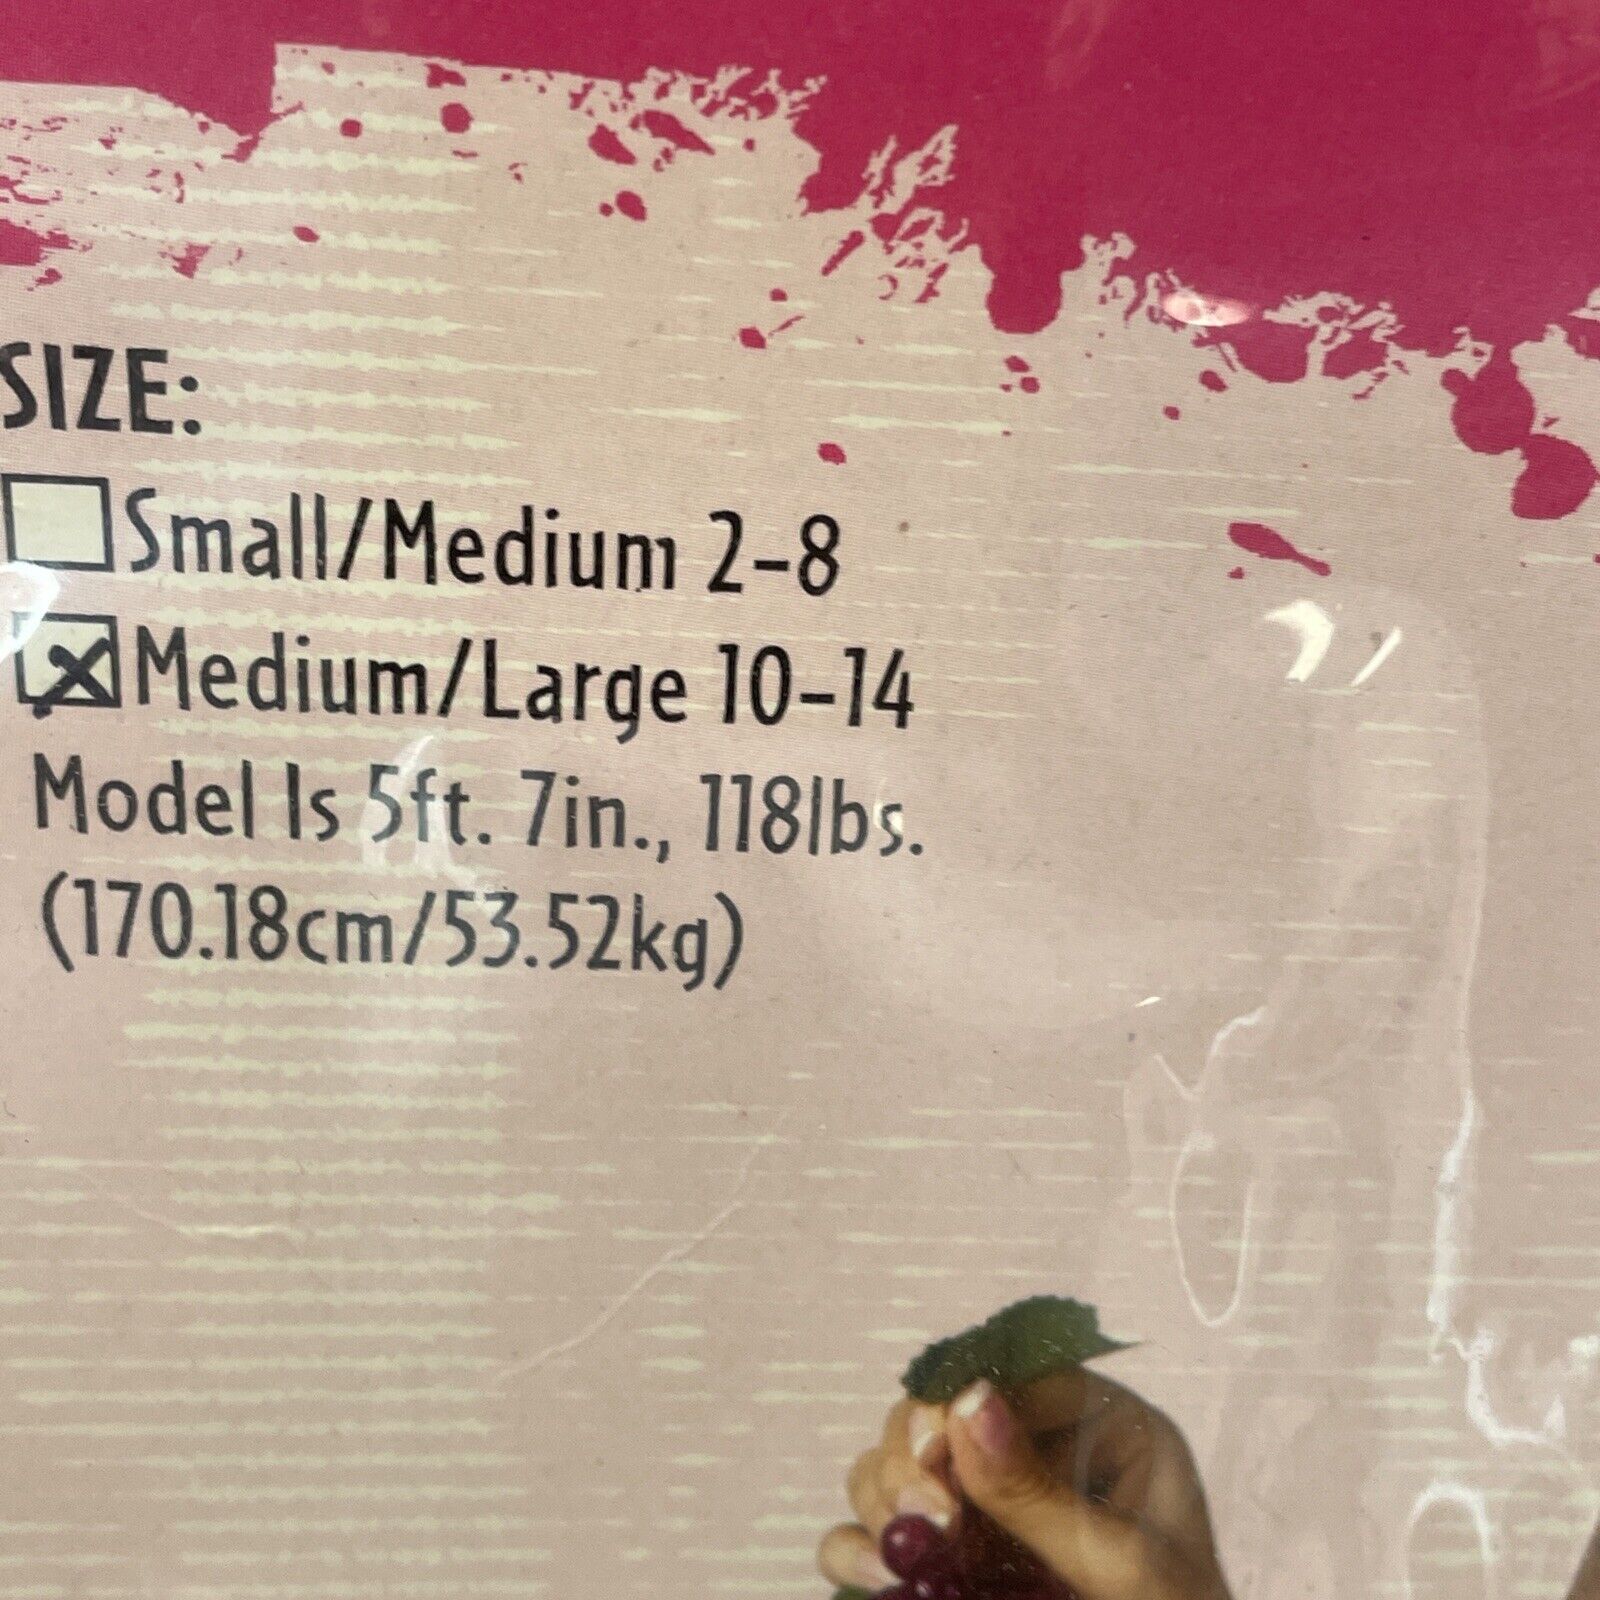 SIZE:
Small/Medium 2-8
Medium/Large 10-14
Model Is 5ft. 7in., 118lbs.
(170.18cm/53.52kg)